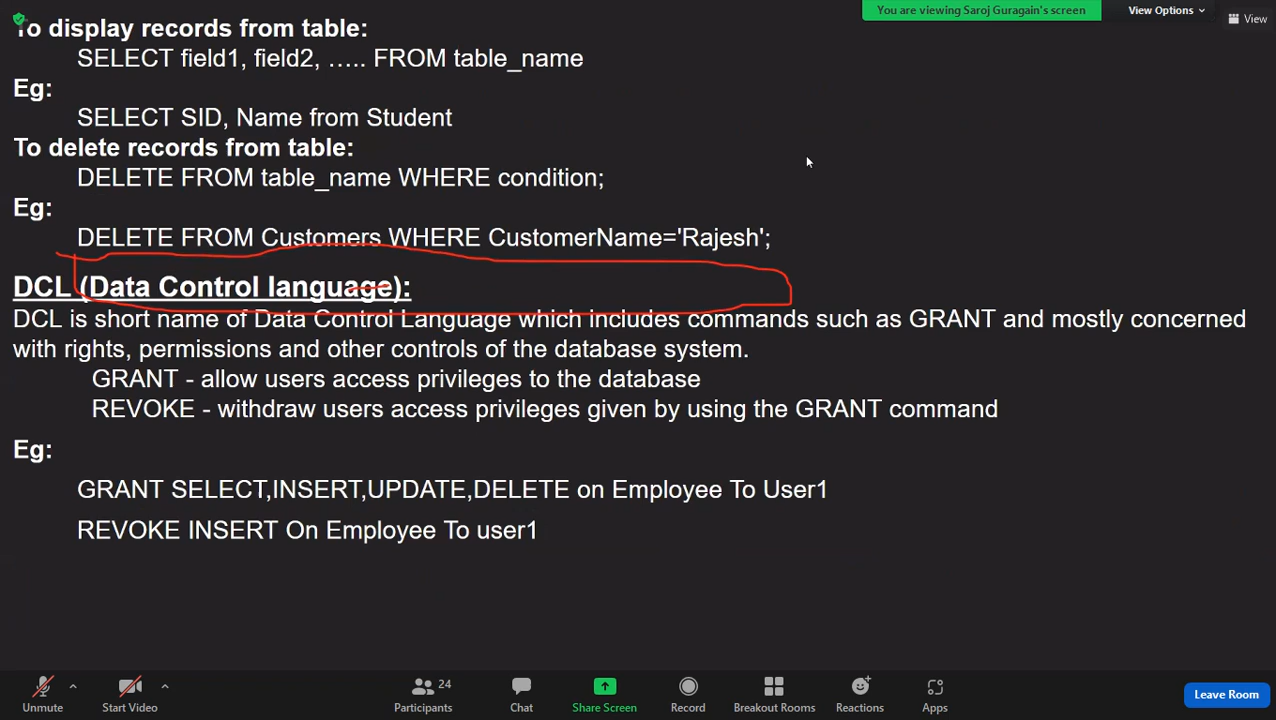 You are viewing Saroj Guragain's screen
View Options
View
To display records from table:
SELECT field1, field2, ….. FROM table_name
Eg:
SELECT SID, Name from Student
To delete records from table:
DELETE FROM table_name WHERE condition;
Eg:
DELETE FROM Customers WHERE CustomerName='Rajesh';
DCL (Data Control language):
DCL is short name of Data Control Language which includes commands such as GRANT and mostly concerned
with rights, permissions and other controls of the database system.
GRANT - allow users access privileges to the database
REVOKE - withdraw users access privileges given by using the GRANT command
Eg:
GRANT SELECT,INSERT,UPDATE,DELETE on Employee To User1
REVOKE INSERT On Employee To user1
Unmute
Start Video
24
Participants
Chat
Share Screen
Record
Breakout Rooms
Reactions
Apps
Leave Room